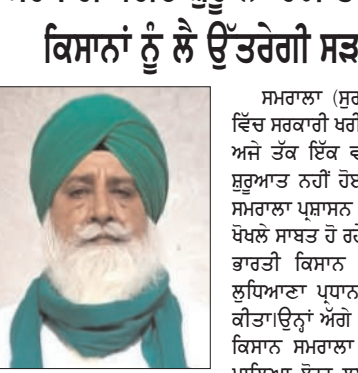 ਕਿਸਾਨਾਂ ਨੂੰ ਲੈ ਉੱਤਰੇਗੀ ਸੜ
ਸਮਰਾਲਾ (ਸੁਰ
ਵਿੱਚ ਸਰਕਾਰੀ ਖਰੀ
ਅਜੇ ਤੱਕ ਇੱਕ ਵ
ਸ਼ੁਰੂਆਤ ਨਹੀਂ ਹੋਈ
ਸਮਰਾਲਾ ਪ੍ਰਸ਼ਾਸਨ
ਖੋਖਲੇ ਸਾਬਤ ਹੋ ਰਹੇ
ਭਾਰਤੀ ਕਿਸਾਨ
ਲੁਧਿਆਣਾ ਪ੍ਰਧਾਨ
ਕੀਤਾ।ਉਨ੍ਹਾਂ ਅੱਗੇ
ਕਿਸਾਨ ਸਮਰਾਲਾ